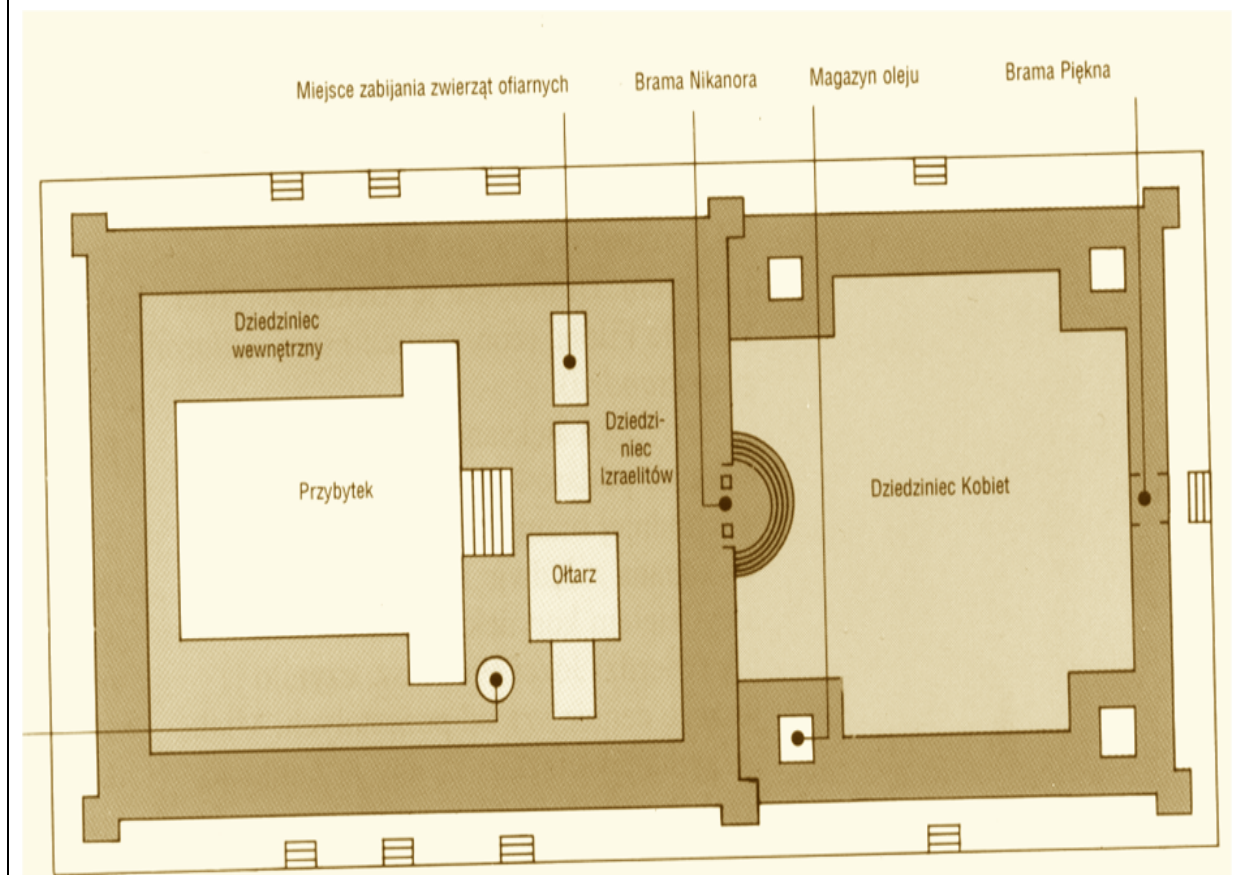 Miejsce zabijania zwierząt ofiarnych
Brama Nikanora
Magazyn oleju
Brama Piękna
Dziedziniec
wewnętrzny
Dziedzi-
niec
Izraelitów
Przybytek
Dziedziniec Kobiet
Ołtarz